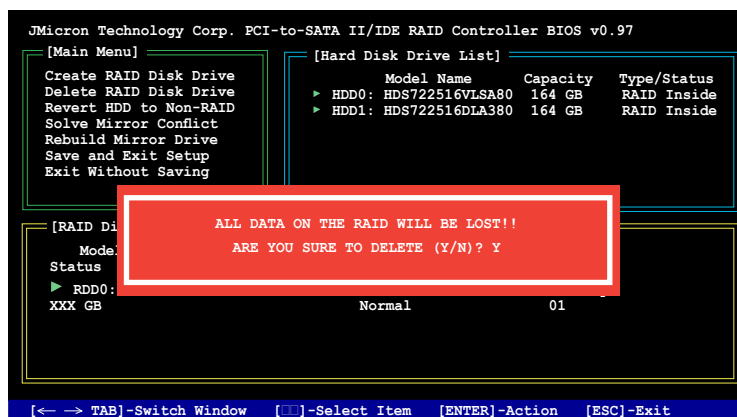 JMicron Technology Corp. PCI-to-SATA II/IDE RAID Controller BIOS v0.97
[Main Menu]
Create RAID Disk Drive
Delete RAID Disk Drive
Revert HDD to Non-RAID
Solve Mirror Conflict
Rebuild Mirror Drive
Save and Exit Setup
Exit Without Saving
[Hard Disk Drive List]
Model Name Capacity Type/Status
HDD0: HDS722516VLSA80 164 GB RAID Inside
HDD1: HDS722516DLA380 164 GB RAID Inside
ALL DATA ON THE RAID WILL BE LOST!!
ARE YOU SURE TO DELETE (Y/N)? Y
[RAID Di
Model
Status
RDD0:
XXX GB Normal 01
[← → TAB]-Switch Window [□□]-Select Item [ENTER]-Action [ESC]-Exit